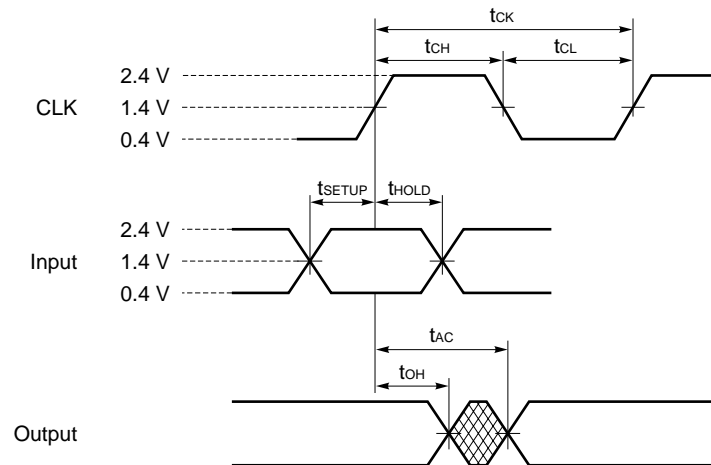 tCK
tCH
tCL
2.4 V
CLK
1.4 V
0.4 V
tSETUP
tHOLD
2.4 V
Input
1.4 V
0.4 V
tAC
tOH
Output